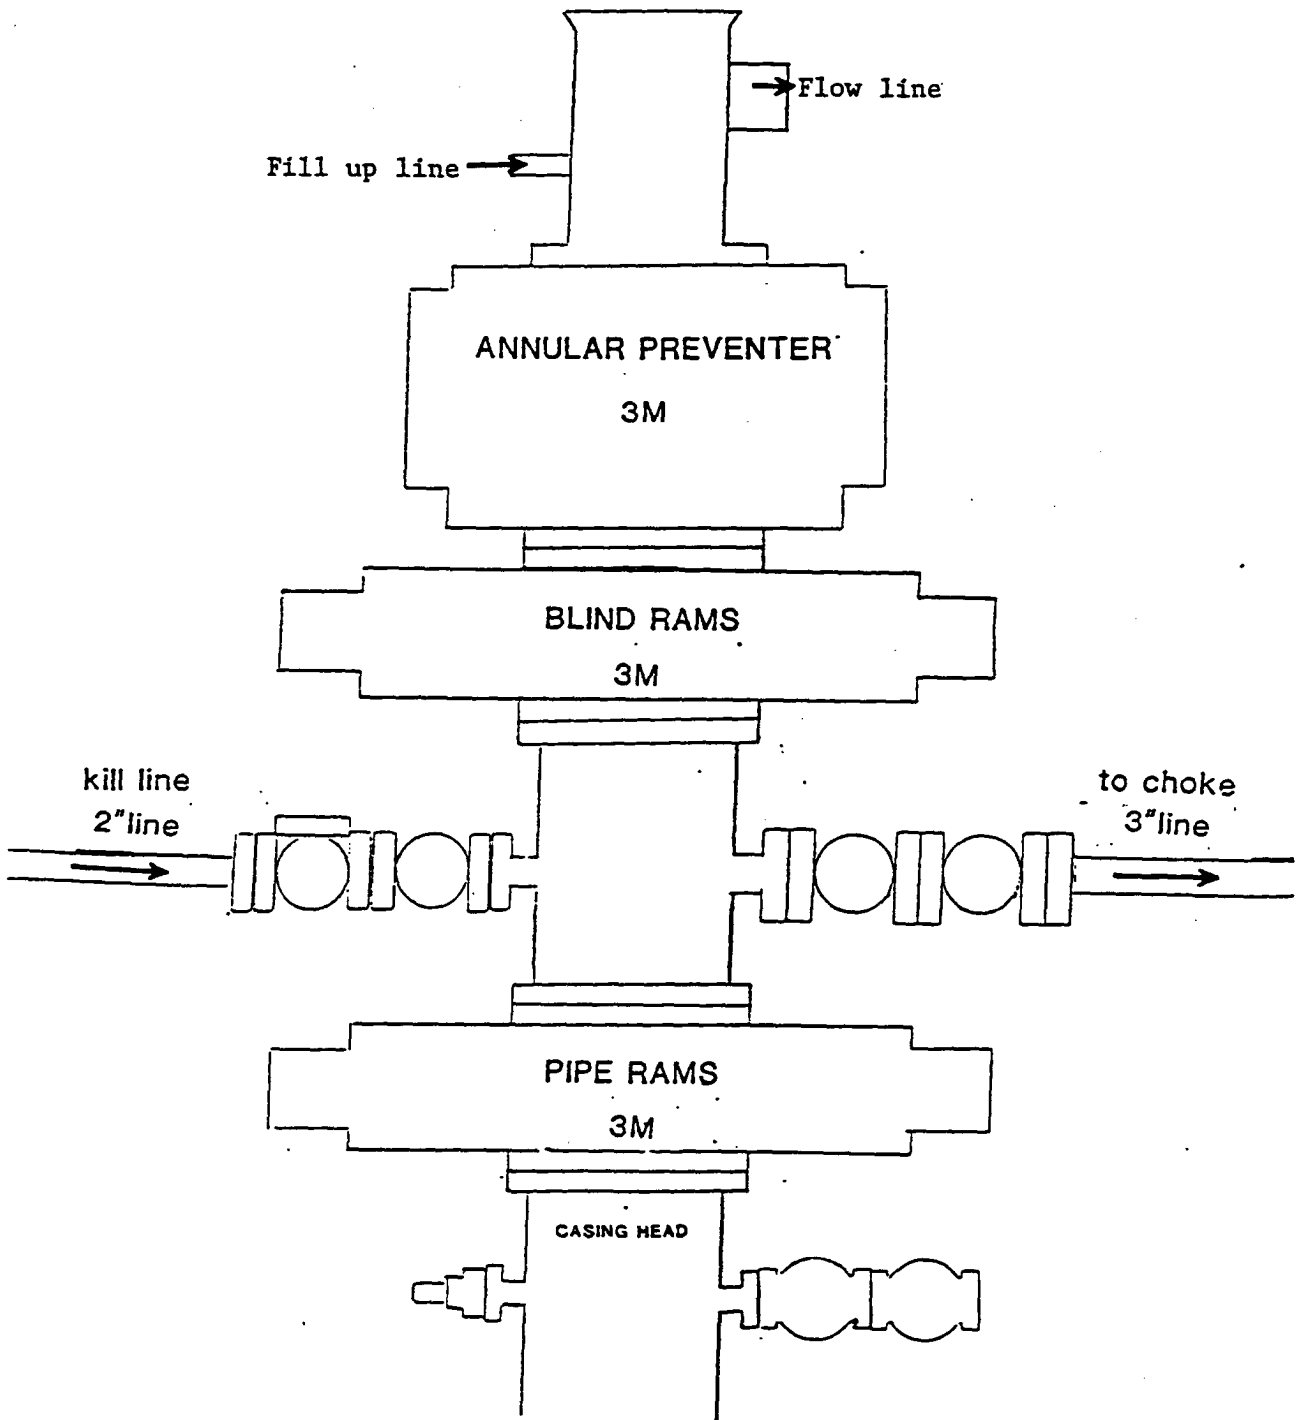 Flow line
Fill up line
ANNULAR PREVENTER
3M
BLIND RAMS
3M
kill line
2"line
to choke
3"line
PIPE RAMS
3M
CASING HEAD